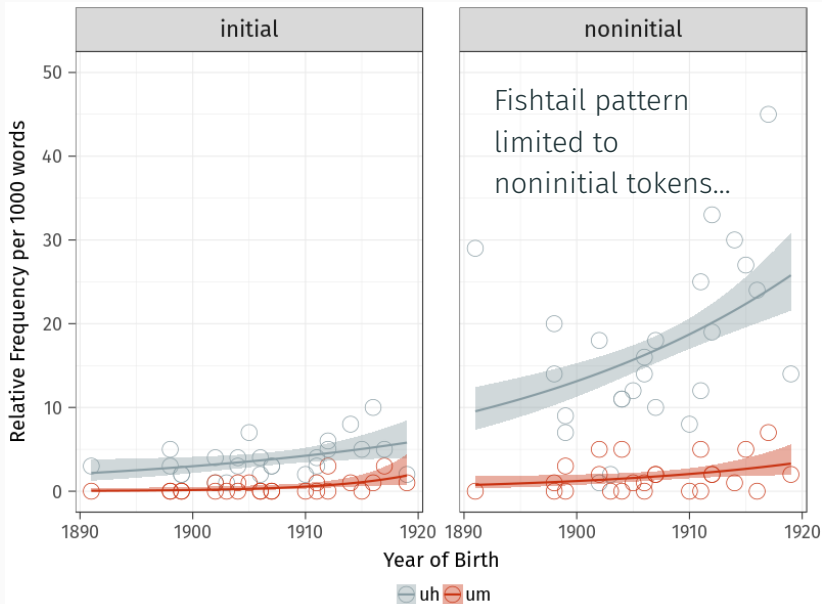 initial
noninitial
Fishtail pattern
limited to
noninitial tokens...
Relative Frequency per 1000 words
50
40
30
20
10
0
1890
1900
1910
1920
1890
1900
1910
1920
Year of Birth
uh um